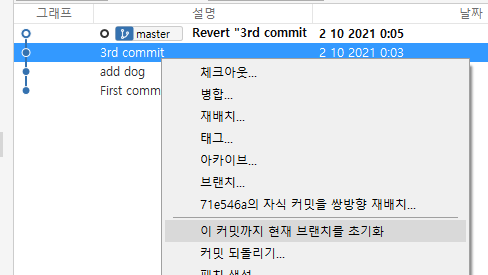 그래프 설명 날짜
master Revert "3rd commit 2 10 2021 0:05
3rd commit 2 10 2021 0:03
add dog
First comm
체크아웃...
병합...
재배치...
태그...
아카이브...
브랜치...
71e546a의 자식 커밋을 쌍방향 재배치...
이 커밋까지 현재 브랜치를 초기화
커밋 되돌리기...
패치 생성